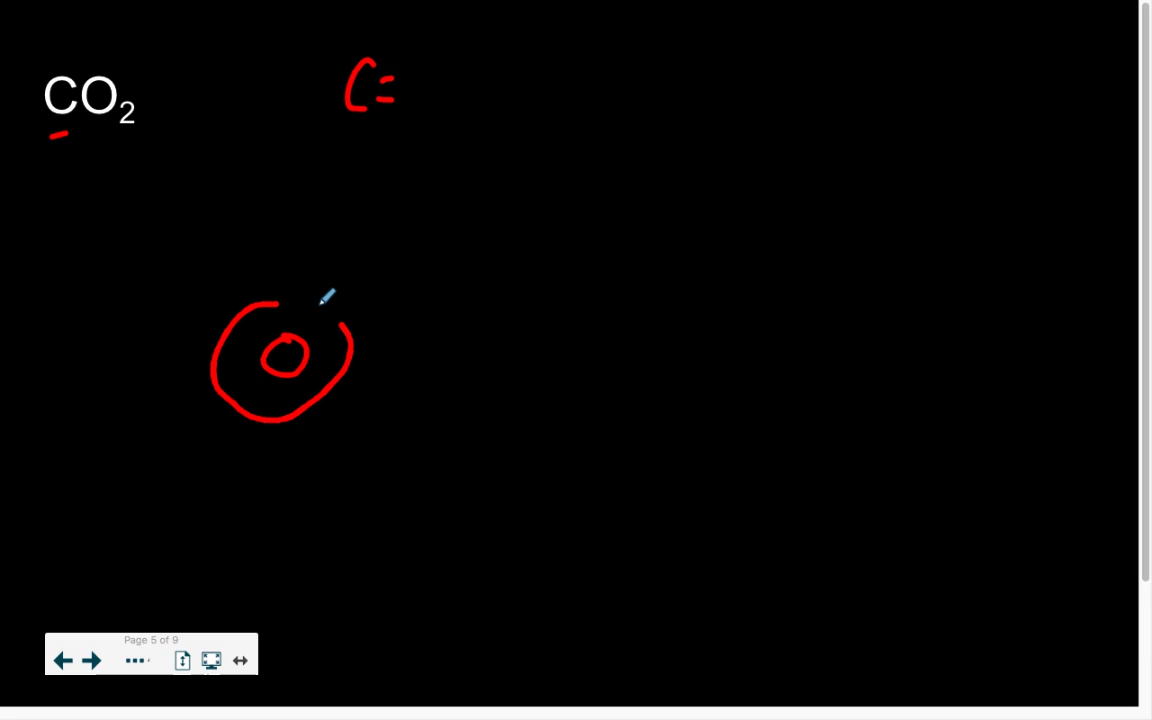 CO₂
C=
Page 5 of 9